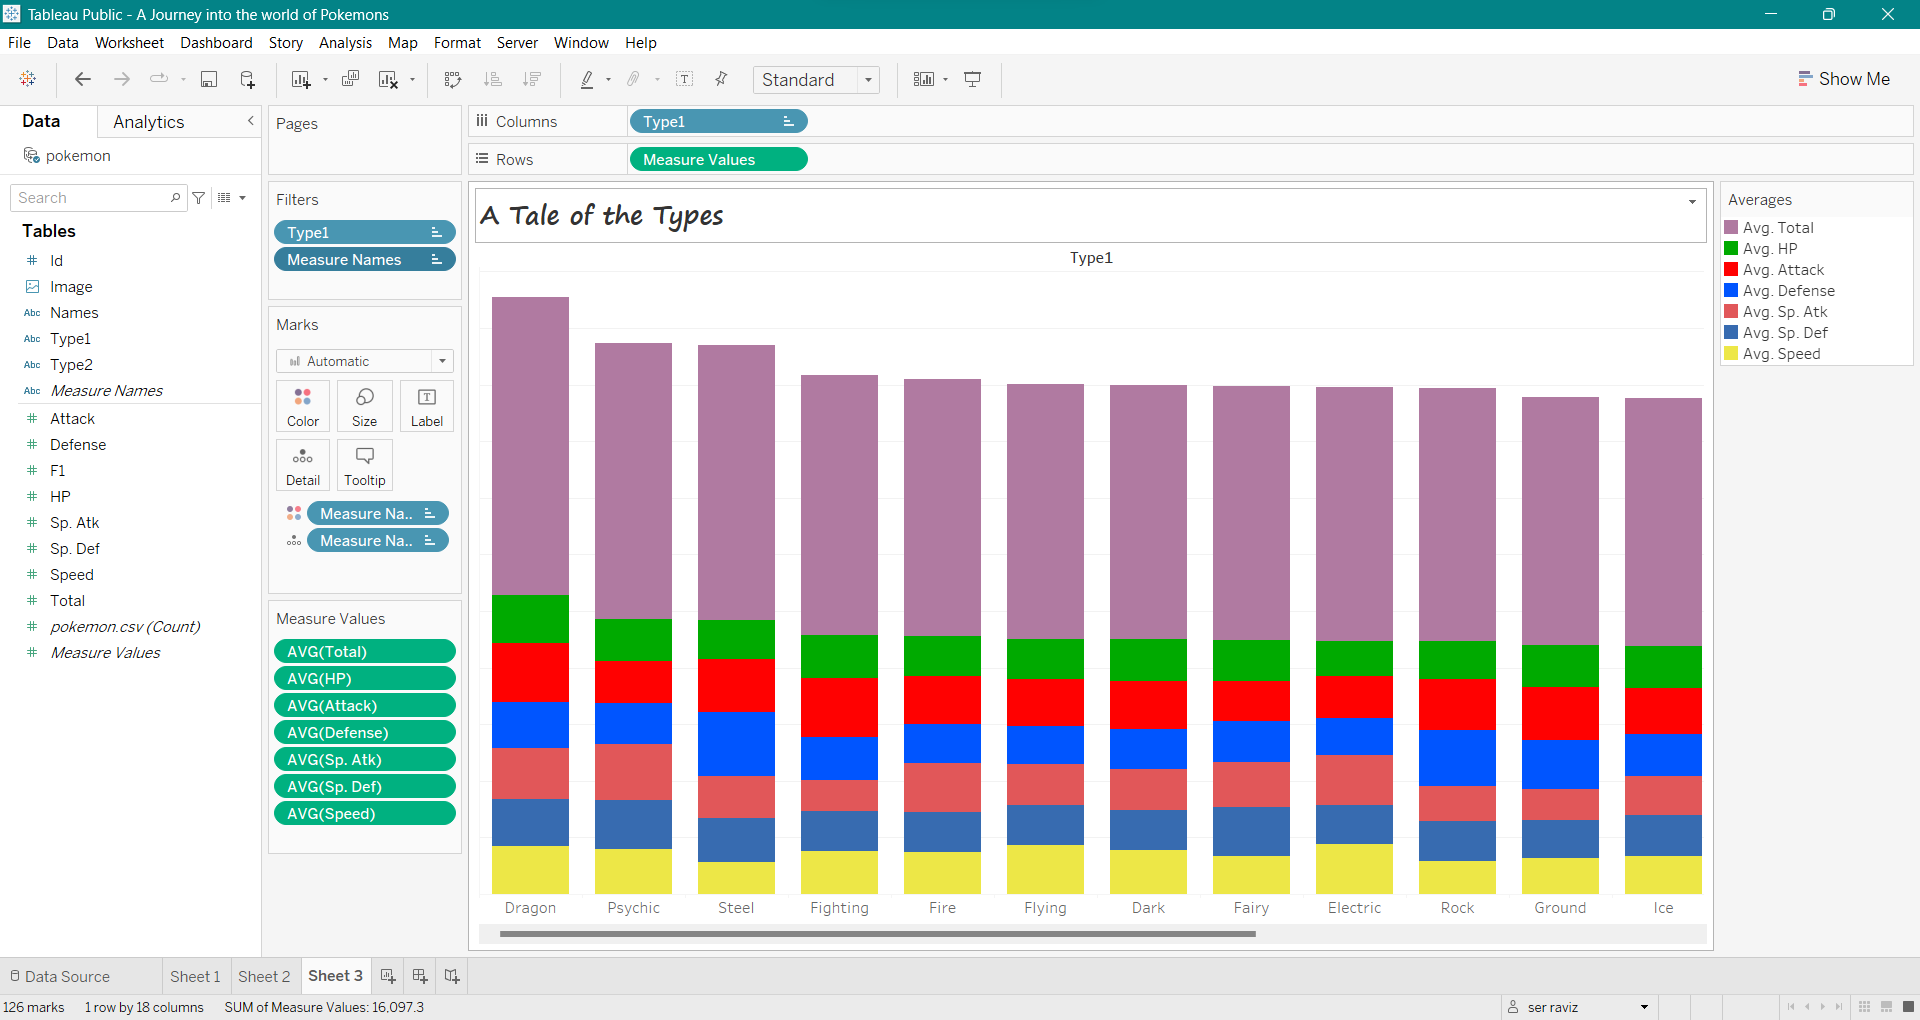 Tableau Public - A Journey into the world of Pokemons
File Data Worksheet Dashboard Story Analysis Map Format Server Window Help
Standard
Show Me
Data Analytics
pokemon
Search
Tables
Id
Image
Abc Names
Abc Type1
Abc Type2
Abc Measure Names
Attack
Defense
F1
HP
Sp. Atk
Sp. Def
Speed
Total
pokemon.csv (Count)
Measure Values
Pages
Filters
Type1
Measure Names
Marks
Automatic
Color Size Label
Detail Tooltip
Measure Na..
Measure Na..
Measure Values
AVG(Total)
AVG(HP)
AVG(Attack)
AVG(Defense)
AVG(Sp. Atk)
AVG(Sp. Def)
AVG(Speed)
Columns Type1
Rows Measure Values
A Tale of the Types
Type1
Dragon Psychic Steel Fighting Fire Flying Dark Fairy Electric Rock Ground Ice
Averages
Avg. Total
Avg. HP
Avg. Attack
Avg. Defense
Avg. Sp. Atk
Avg. Sp. Def
Avg. Speed
Data Source Sheet 1 Sheet 2 Sheet 3
126 marks 1 row by 18 columns SUM of Measure Values: 16,097.3 ser raviz